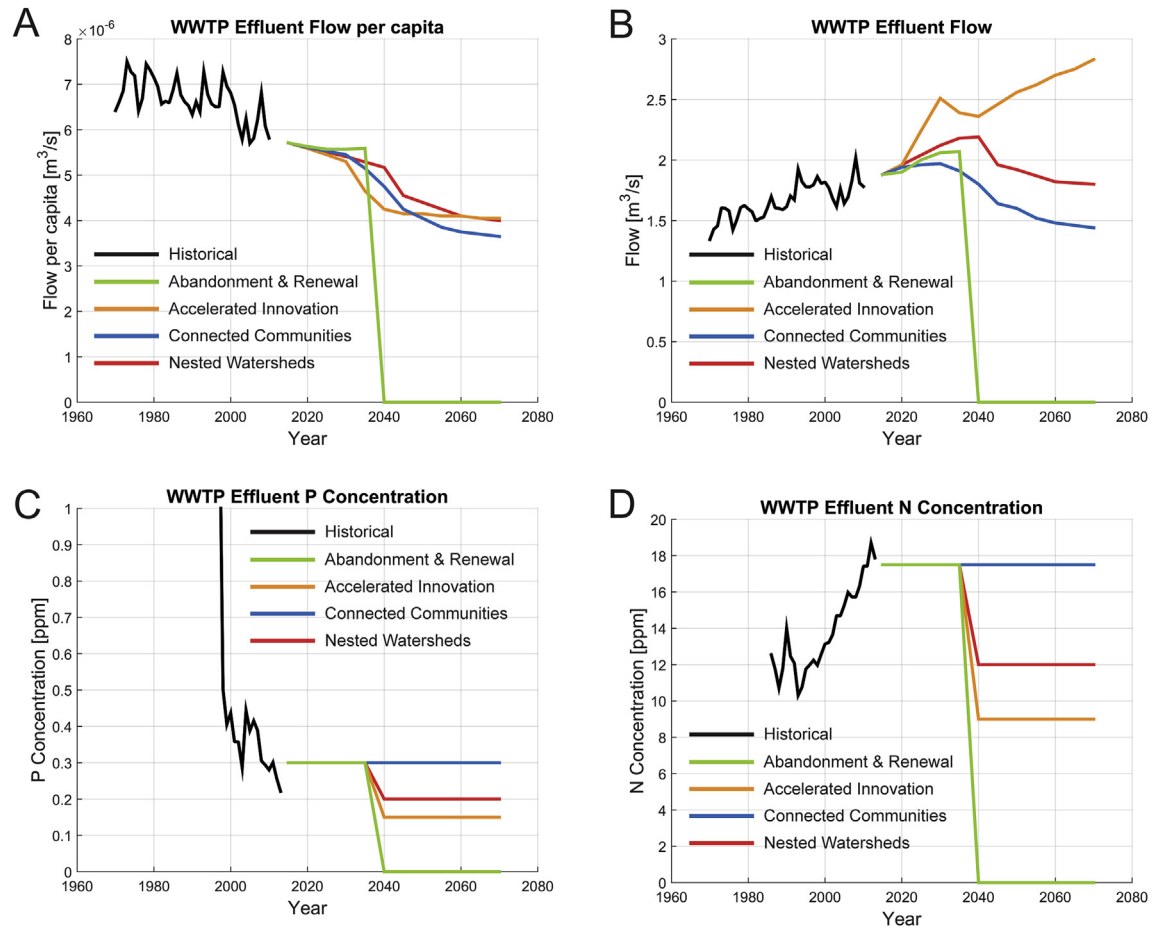 A
WWTP Effluent Flow per capita
×10⁻⁶
8
7
6
5
4
3
2
1
0
Flow per capita [m³/s]
Historical
Abandonment & Renewal
Accelerated Innovation
Connected Communities
Nested Watersheds
1960 1980 2000 2020 2040 2060 2080
Year
B
WWTP Effluent Flow
3
2.5
2
1.5
1
0.5
0
Flow [m³/s]
Historical
Abandonment & Renewal
Accelerated Innovation
Connected Communities
Nested Watersheds
1960 1980 2000 2020 2040 2060 2080
Year
C
WWTP Effluent P Concentration
1
0.9
0.8
0.7
0.6
0.5
0.4
0.3
0.2
0.1
0
P Concentration [ppm]
Historical
Abandonment & Renewal
Accelerated Innovation
Connected Communities
Nested Watersheds
1960 1980 2000 2020 2040 2060 2080
Year
D
WWTP Effluent N Concentration
20
18
16
14
12
10
8
6
4
2
0
N Concentration [ppm]
Historical
Abandonment & Renewal
Accelerated Innovation
Connected Communities
Nested Watersheds
1960 1980 2000 2020 2040 2060 2080
Year